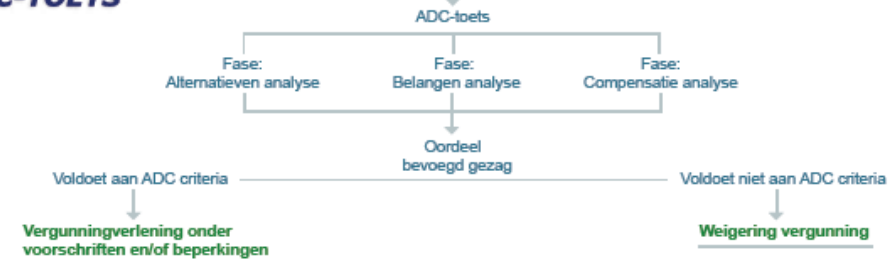 C-TOETS
ADC-toets
Fase:
Alternatieven analyse
Fase:
Belangen analyse
Fase:
Compensatie analyse
Oordeel
bevoegd gezag
Voldoet aan ADC criteria
Voldoet niet aan ADC criteria
Vergunningverlening onder
voorschriften en/of beperkingen
Weigering vergunning